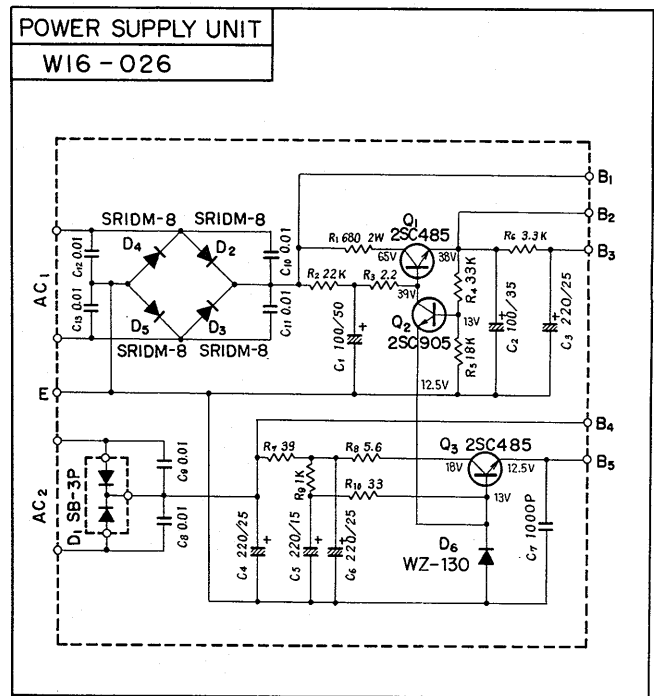 POWER SUPPLY UNIT
W16-026
B1
B2
SRIDM-8 SRIDM-8
Q1
2SC485
R1 680 2W
R6 3.3K
B3
C12 0.01
D4
D2
C10 0.01
65V
38V
R2 22K
R3 2.2
39V
R4 33K
AC1
C13 0.01
D5
D3
C11 0.01
Q2
2SC905
13V
C1 100/50
+
C2 100/35
+
C3 220/25
+
SRIDM-8 SRIDM-8
R5 18K
12.5V
E
B4
AC2
D1 SB-3P
C9 0.01
C8 0.01
R7 39
R8 5.6
Q3 2SC485
18V
12.5V
B5
R9 1K
R10 33
13V
C4 220/25
+
C5 220/15
+
C6 220/25
+
D6
WZ-130
C7 1000P